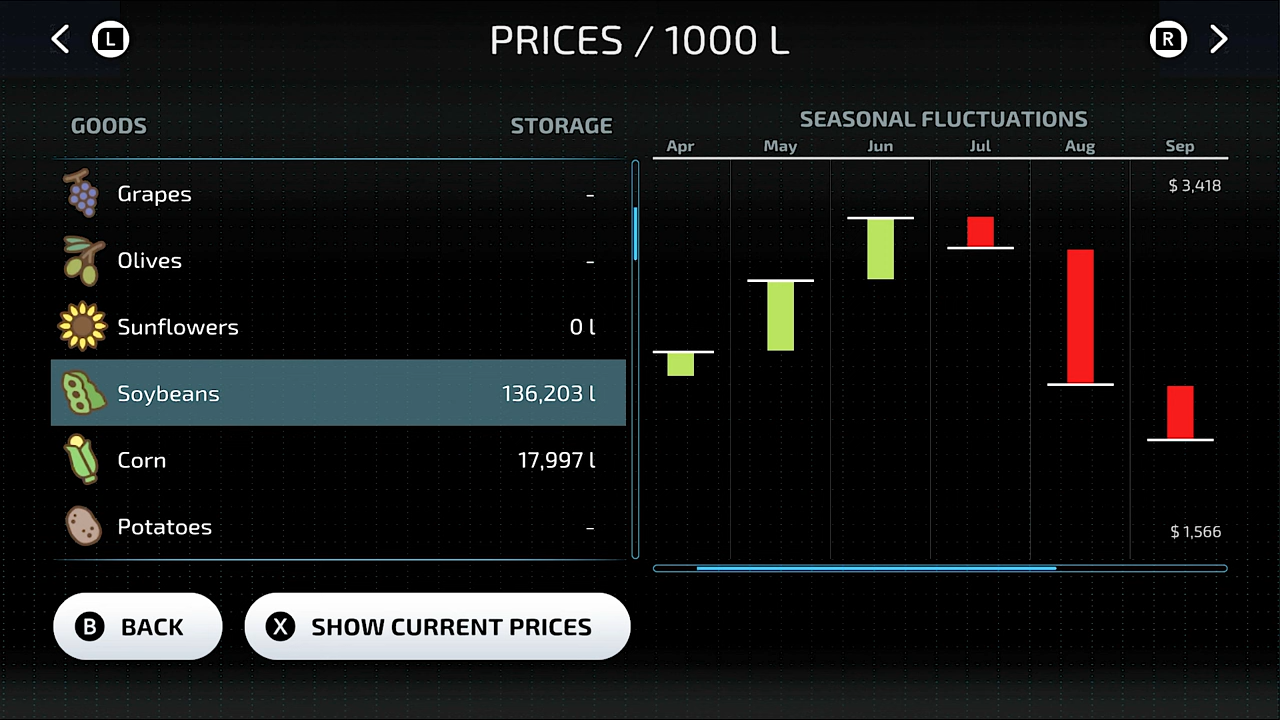 L
PRICES / 1000 L
R
GOODS
STORAGE
Grapes -
Olives -
Sunflowers 0 l
Soybeans 136,203 l
Corn 17,997 l
Potatoes -
SEASONAL FLUCTUATIONS
Apr May Jun Jul Aug Sep
$ 3,418
$ 1,566
B BACK
X SHOW CURRENT PRICES